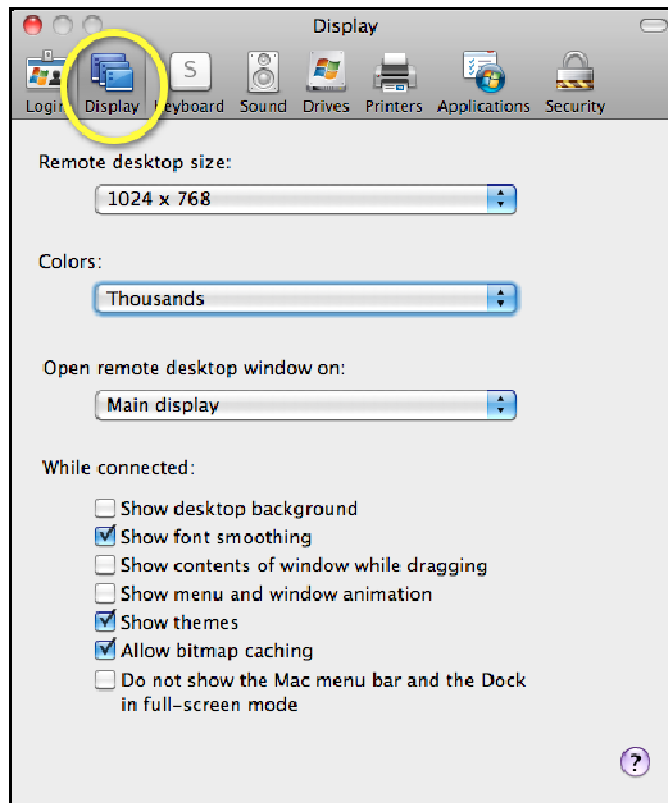 Display
Login Display Keyboard Sound Drives Printers Applications Security
Remote desktop size:
1024 x 768
Colors:
Thousands
Open remote desktop window on:
Main display
While connected:
Show desktop background
Show font smoothing
Show contents of window while dragging
Show menu and window animation
Show themes
Allow bitmap caching
Do not show the Mac menu bar and the Dock
in full-screen mode
?